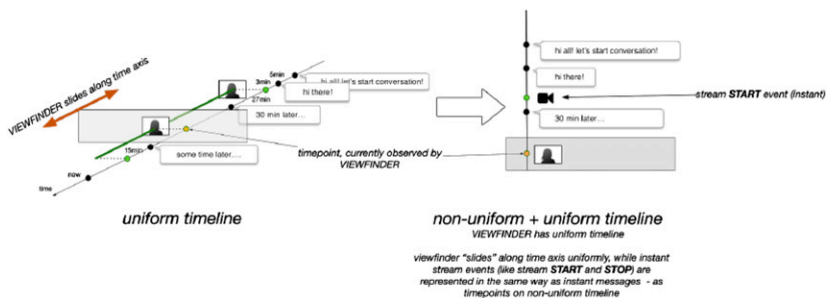 VIEWFINDER slides along time axis
5min
3min
hi all! let's start conversation!
hi there!
27min
30 min later...
15min
some time later....
now
time
timepoint, currently observed by
VIEWFINDER
uniform timeline
hi all! let's start conversation!
hi there!
stream START event (instant)
30 min later...
non-uniform + uniform timeline
VIEWFINDER has uniform timeline
viewfinder "slides" along time axis uniformly, while instant
stream events (like stream START and STOP) are
represented in the same way as instant messages - as
timepoints on non-uniform timeline